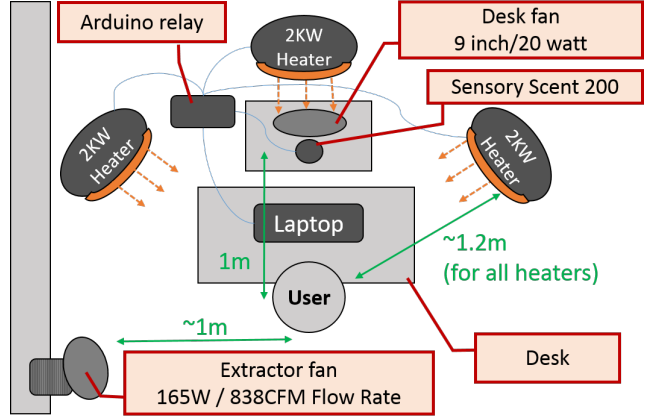 Arduino relay
2KW
Heater
Desk fan
9 inch/20 watt
Sensory Scent 200
2KW
Heater
2KW
Heater
Laptop
1m
~1.2m
(for all heaters)
User
~1m
Desk
Extractor fan
165W / 838CFM Flow Rate